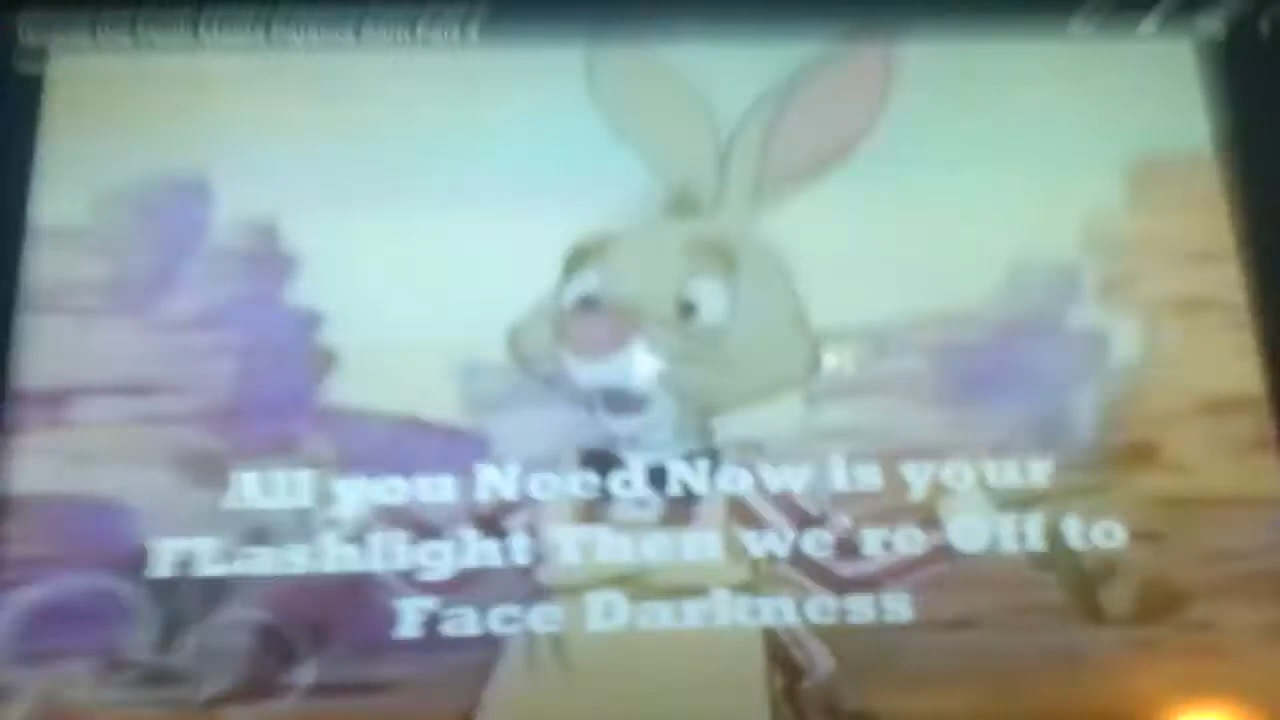 All you Need Now is your
FLashlight Then we're Off to
Face Darkness